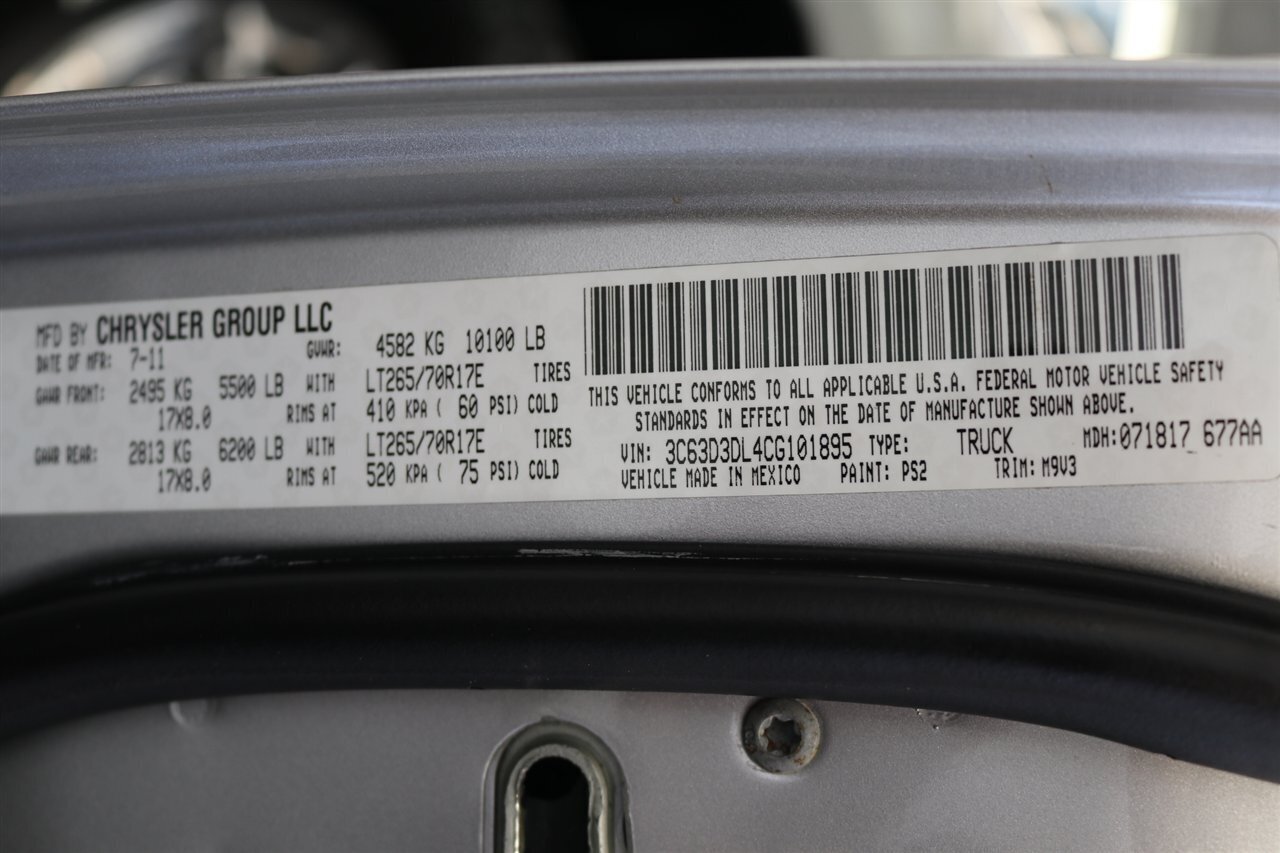 MFD BY CHRYSLER GROUP LLC
DATE OF MFR: 7-11 GVWR: 4582 KG 10100 LB
GAWR FRONT: 2495 KG 5500 LB WITH LT265/70R17E TIRES
17X8.0 RIMS AT 410 KPA ( 60 PSI) COLD
GAWR REAR: 2813 KG 6200 LB WITH LT265/70R17E TIRES
17X8.0 RIMS AT 520 KPA ( 75 PSI) COLD
THIS VEHICLE CONFORMS TO ALL APPLICABLE U.S.A. FEDERAL MOTOR VEHICLE SAFETY
STANDARDS IN EFFECT ON THE DATE OF MANUFACTURE SHOWN ABOVE.
VIN: 3C63D3DL4CG101895 TYPE: TRUCK MDH:071817 677AA
VEHICLE MADE IN MEXICO PAINT: PS2 TRIM: M9V3